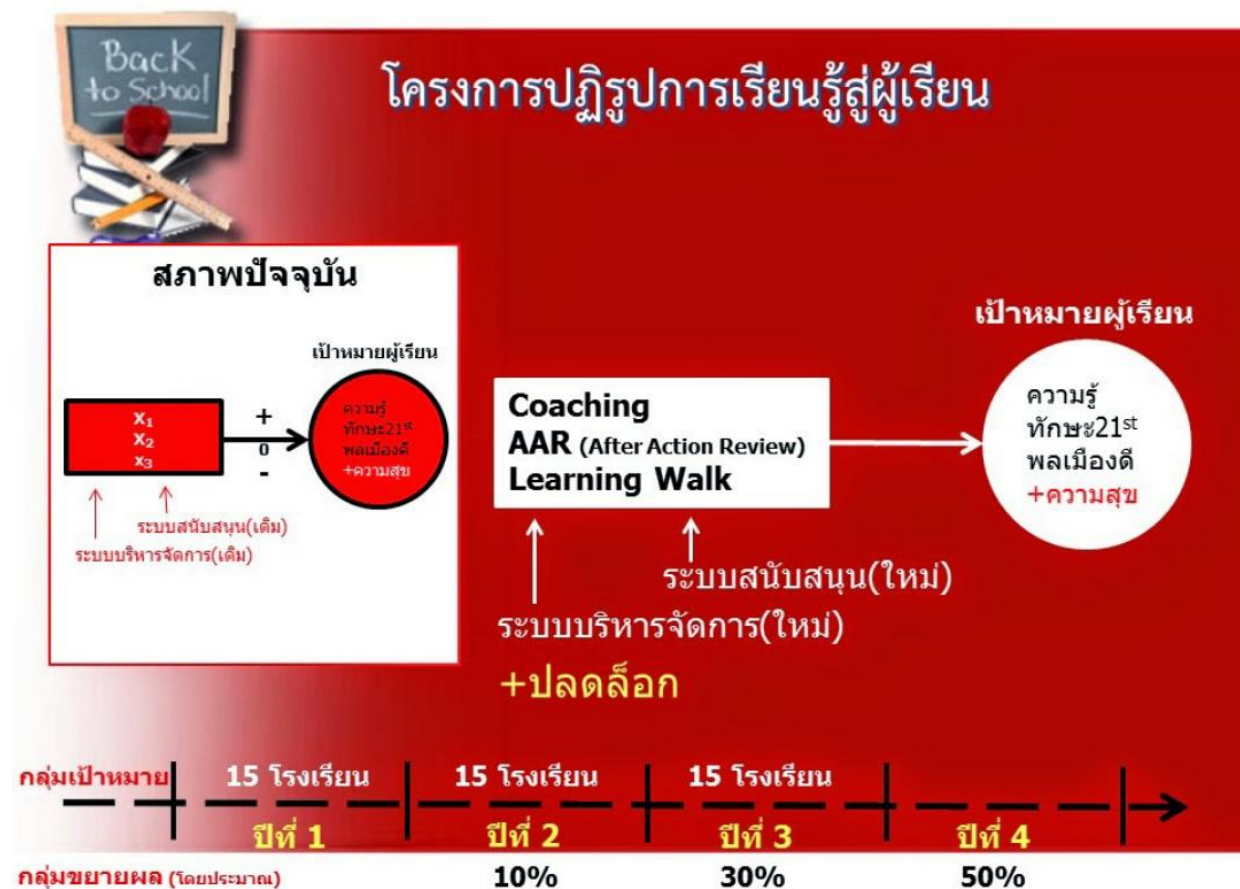 Back
to School
โครงการปฏิรูปการเรียนรู้สู่ผู้เรียน
สภาพปัจจุบัน
เป้าหมายผู้เรียน
X₁
X₂
X₃
+
0
-
ความรู้
ทักษะ21ˢᵗ
พลเมืองดี
+ความสุข
ระบบสนับสนุน(เดิม)
ระบบบริหารจัดการ(เดิม)
Coaching
AAR (After Action Review)
Learning Walk
ระบบสนับสนุน(ใหม่)
ระบบบริหารจัดการ(ใหม่)
+ปลดล็อก
เป้าหมายผู้เรียน
ความรู้
ทักษะ21ˢᵗ
พลเมืองดี
+ความสุข
กลุ่มเป้าหมาย 15 โรงเรียน 15 โรงเรียน 15 โรงเรียน
ปีที่ 1 ปีที่ 2 ปีที่ 3 ปีที่ 4
กลุ่มขยายผล (โดยประมาณ) 10% 30% 50%